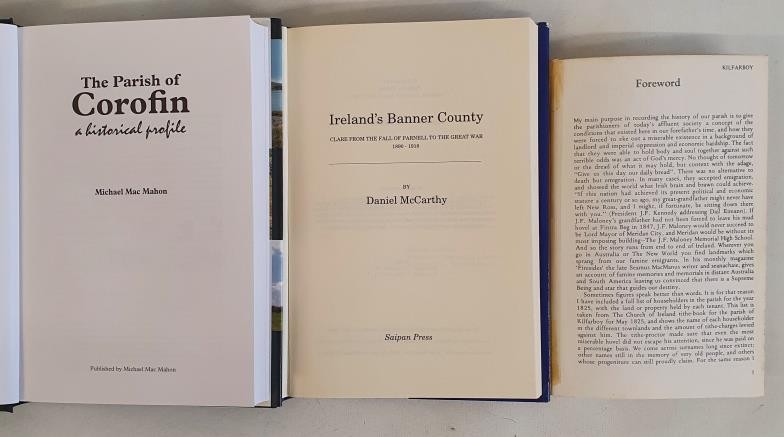 The Parish of
Corofin
a historical profile
Michael Mac Mahon
Published by Michael Mac Mahon
Ireland's Banner County
CLARE FROM THE FALL OF PARNELL TO THE GREAT WAR
1890 - 1918
BY
Daniel McCarthy
Saipan Press
KILFARBOY
Foreword
My main purpose in recording the history of our parish is to give
the parishioners of today's affluent society a concept of the
conditions that existed here in our forefather's time, and how they
were forced to eke out a miserable existence in a background of
landlord and imperial oppression and economic hardship. The fact
that they were able to hold body and soul together against such
terrible odds was an act of God's mercy. No thought of tomorrow
or the dread of what it may hold, but content with the adage,
"Give us this day our daily bread". There was no alternative to
death but emigration. In many cases, they accepted emigration,
and showed the world what Irish brain and brawn could achieve.
"If this nation had achieved its present political and economic
stature a century or so ago, my great-grandfather might never have
left New Ross, and I might, if fortunate, be sitting down there
with you." (President J.F. Kennedy addressing Dail Eireann). If
J.F. Maloney's grandfather had not been forced to leave his mud
hovel at Fintra Beg in 1847, J.F. Maloney would never succeed to
be Lord Mayor of Meridan City, and Meridan would be without its
most imposing building—The J.F. Maloney Memorial High School.
And so the story runs from end to end of Ireland. Wherever you
go in Australia or The New World you find landmarks which
sprang from our famine emigrants. In his monthly magazine
'Firesides' the late Seamus MacManus writer and seanachaie, gives
an account of famine memories and memorials in distant Australia
and South America leaving us convinced that there is a Supreme
Being and star that guides our destiny.
Sometimes figures speak better than words. It is for that reason
I have included a full list of householders in the parish for the year
1825, with the land or property held by each tenant. This list is
taken from The Church of Ireland tithe-book for the parish of
Kilfarboy for May 1825, and shows the name of each householder
in the different townlands and the amount of tithe-charges levied
against him. The tithe-proctor made sure that even the most
miserable hovel did not escape his attention, since he was paid on
a percentage basis. We come across surnames long since extinct;
other names still in the memory of very old people, and others
whose progeniture can still proudly claim. For the same reason I